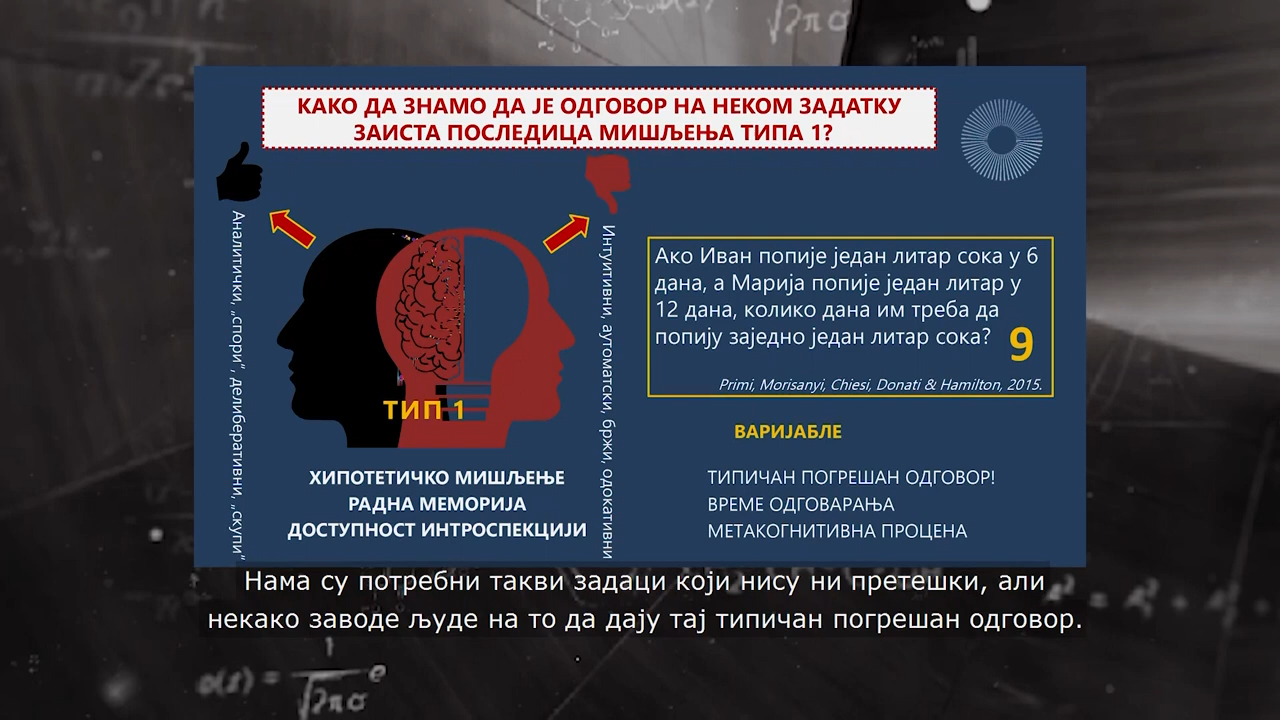 КАКО ДА ЗНАМО ДА ЈЕ ОДГОВОР НА НЕКОМ ЗАДАТКУ
ЗАИСТА ПОСЛЕДИЦА МИШЉЕЊА ТИПА 1?
Аналитички, „спори“, делиберативни, „скупи“
ТИП 1
Интуитивни, аутоматски, бржи, одокативни
ХИПОТЕТИЧКО МИШЉЕЊЕ
РАДНА МЕМОРИЈА
ДОСТУПНОСТ ИНТРОСПЕКЦИЈИ
Ако Иван попије један литар сока у 6
дана, а Марија попије један литар у
12 дана, колико дана им треба да
попију заједно један литар сока?
9
Primi, Morisanyi, Chiesi, Donati & Hamilton, 2015.
ВАРИЈАБЛЕ
ТИПИЧАН ПОГРЕШАН ОДГОВОР!
ВРЕМЕ ОДГОВАРАЊА
МЕТАКОГНИТИВНА ПРОЦЕНА
Нама су потребни такви задаци који нису ни претешки, али
некако заводе људе на то да дају тај типичан погрешан одговор.